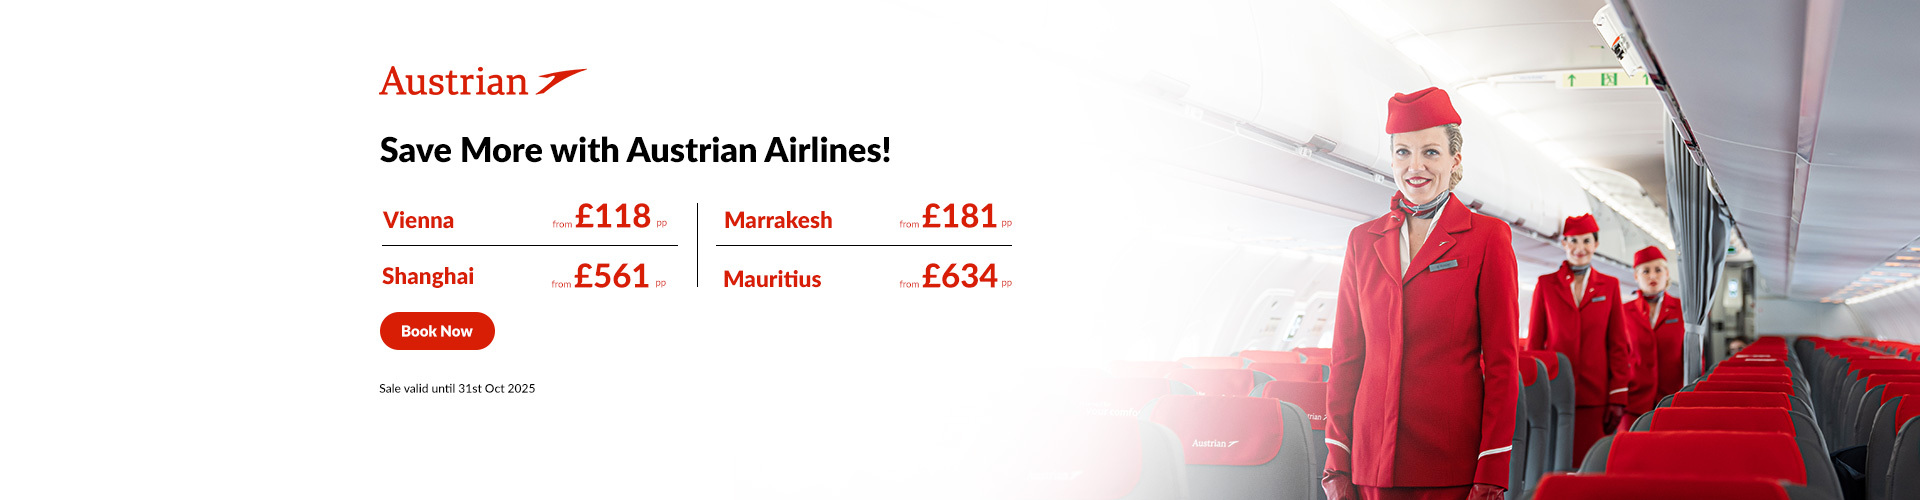 Austrian
Save More with Austrian Airlines!
Vienna from £118 pp
Marrakesh from £181 pp
Shanghai from £561 pp
Mauritius from £634 pp
Book Now
Sale valid until 31st Oct 2025
Austrian